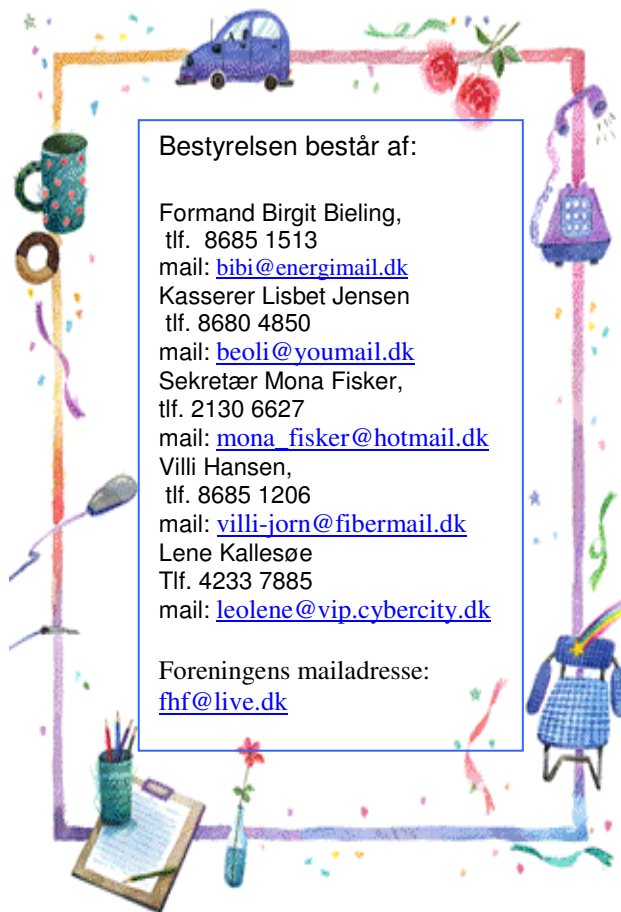 Bestyrelsen består af:
Formand Birgit Bieling,
tlf. 8685 1513
mail: bibi@energimail.dk
Kasserer Lisbet Jensen
tlf. 8680 4850
mail: beoli@youmail.dk
Sekretær Mona Fisker,
tlf. 2130 6627
mail: mona_fisker@hotmail.dk
Villi Hansen,
tlf. 8685 1206
mail: villi-jorn@fibermail.dk
Lene Kallesøe
Tlf. 4233 7885
mail: leolene@vip.cybercity.dk
Foreningens mailadresse:
fhf@live.dk